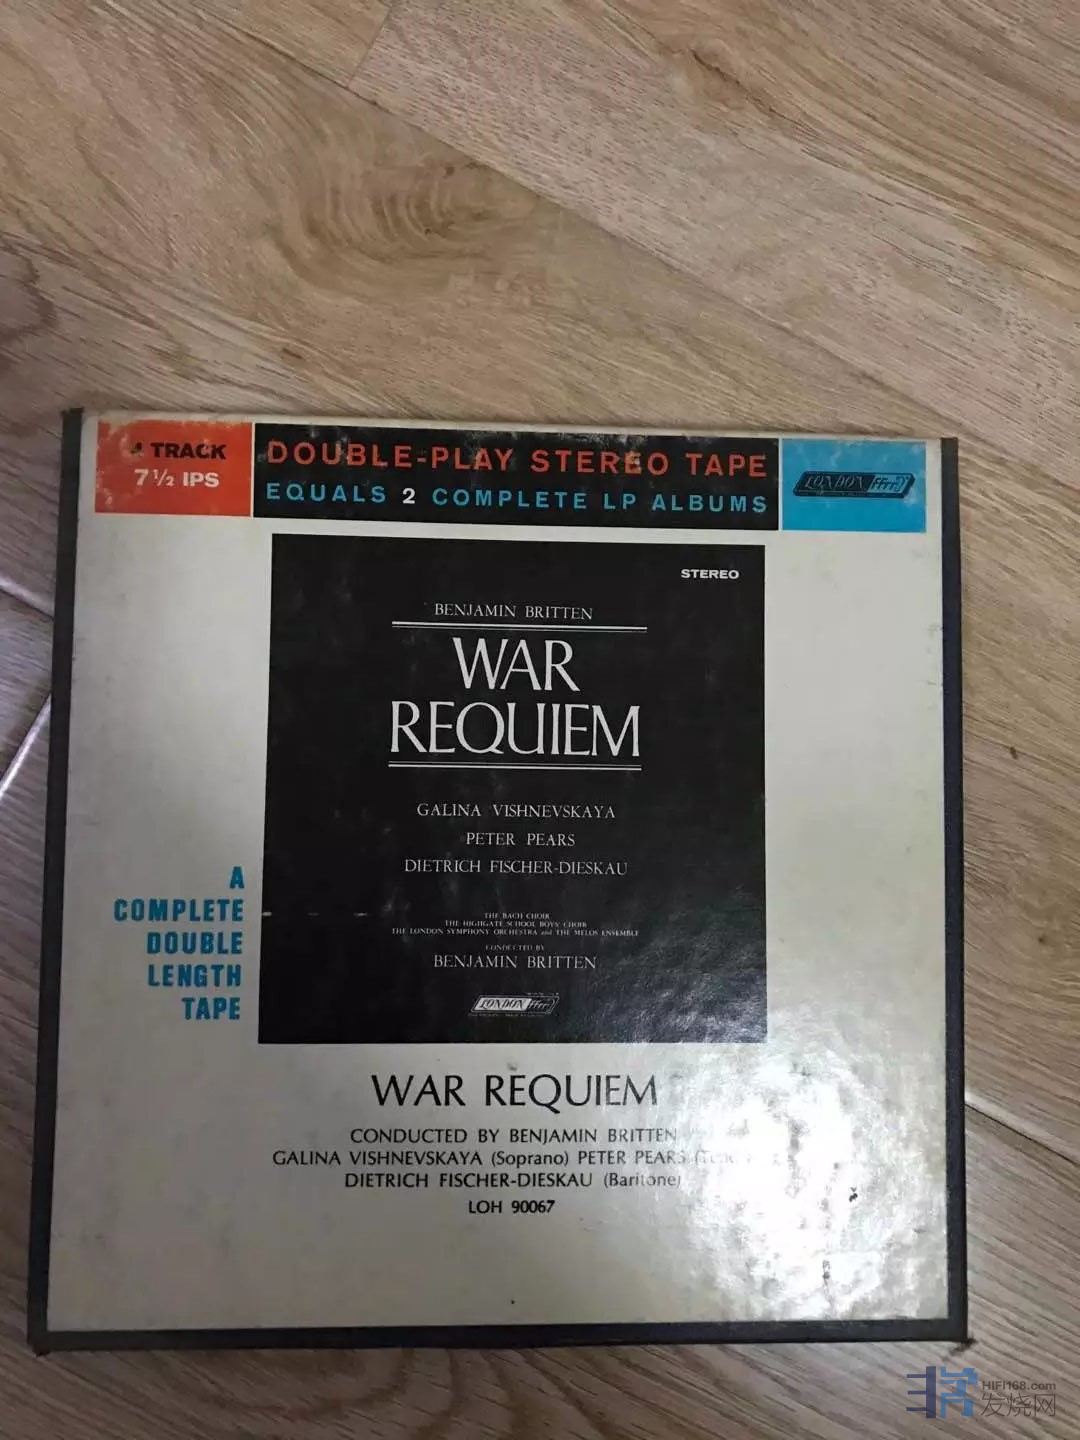 4 TRACK
7½ IPS
DOUBLE-PLAY STEREO TAPE
EQUALS 2 COMPLETE LP ALBUMS
LONDON ffrr
STEREO
BENJAMIN BRITTEN
WAR
REQUIEM
GALINA VISHNEVSKAYA
PETER PEARS
DIETRICH FISCHER-DIESKAU
THE BACH CHOIR
THE HIGHGATE SCHOOL BOYS' CHOIR
THE LONDON SYMPHONY ORCHESTRA and THE MELOS ENSEMBLE
CONDUCTED BY
BENJAMIN BRITTEN
LONDON ffrr
A
COMPLETE
DOUBLE
LENGTH
TAPE
WAR REQUIEM
CONDUCTED BY BENJAMIN BRITTEN
GALINA VISHNEVSKAYA (Soprano) PETER PEARS
DIETRICH FISCHER-DIESKAU (Baritone)
LOH 90067
HIFI168.com
发烧网